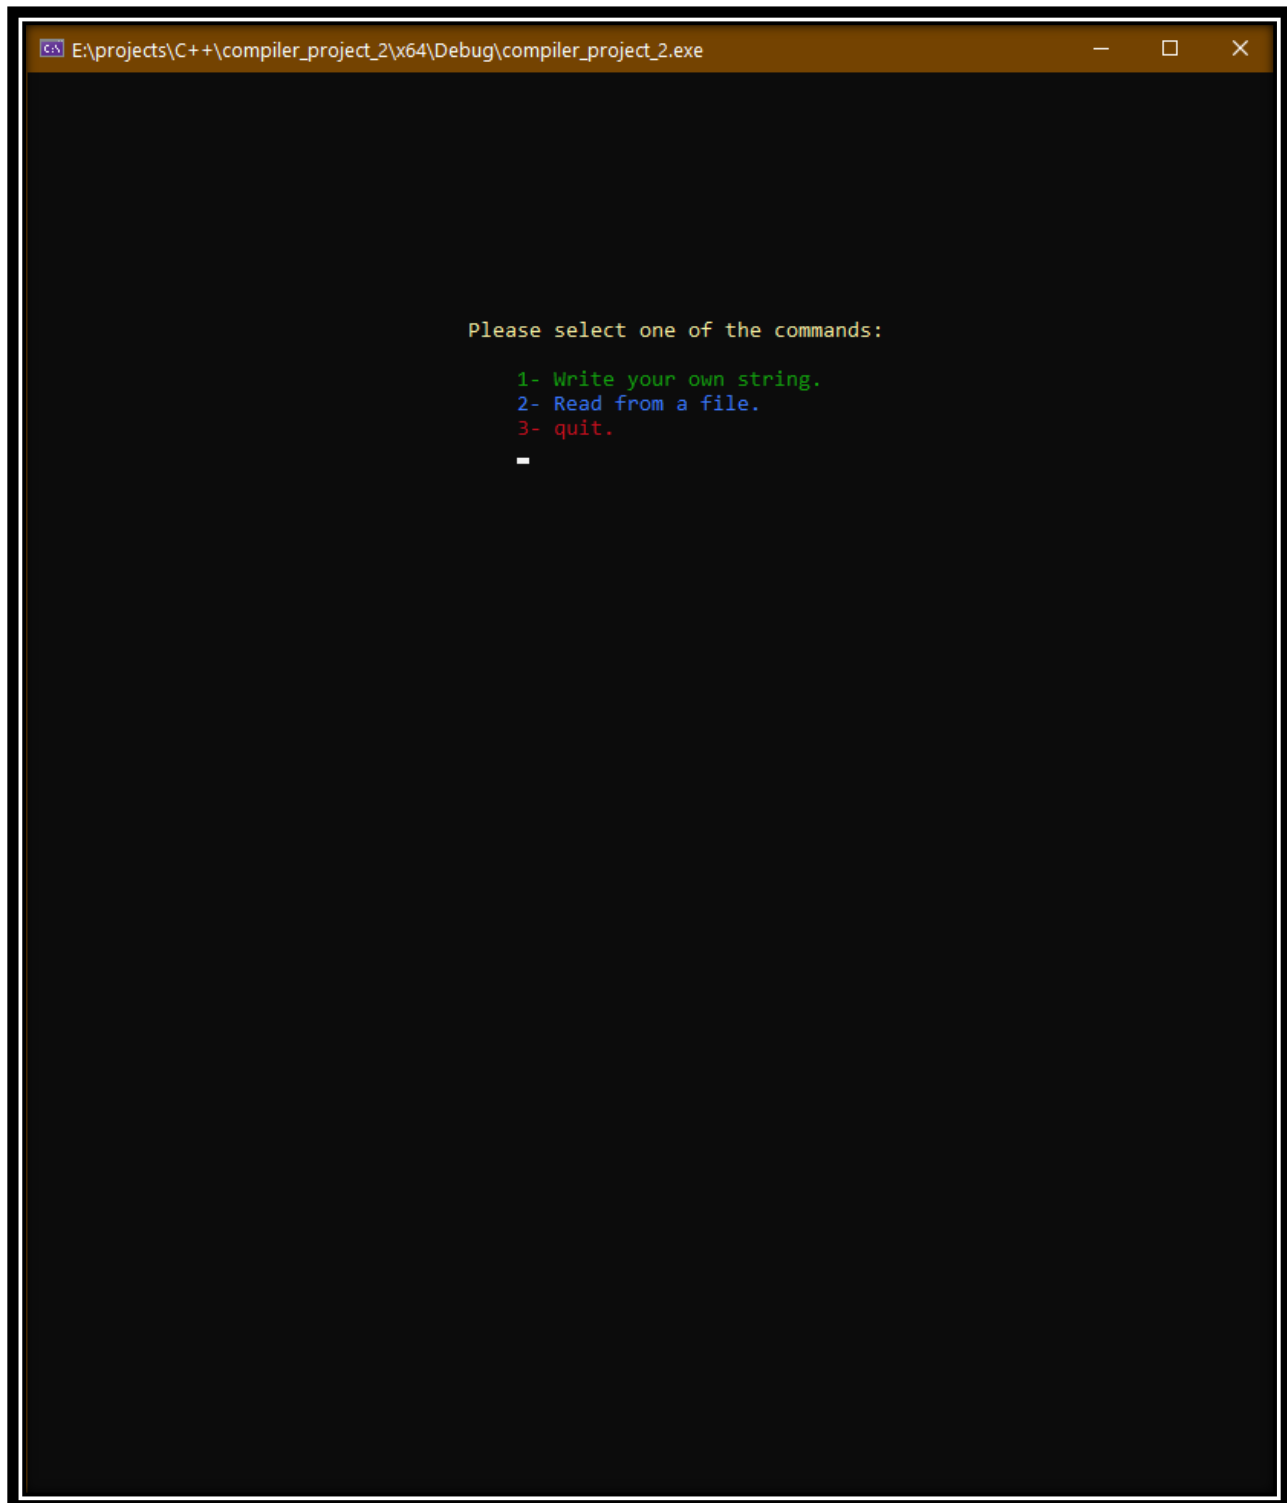 E:\projects\C++\compiler_project_2\x64\Debug\compiler_project_2.exe
Please select one of the commands:
1- Write your own string.
2- Read from a file.
3- quit.